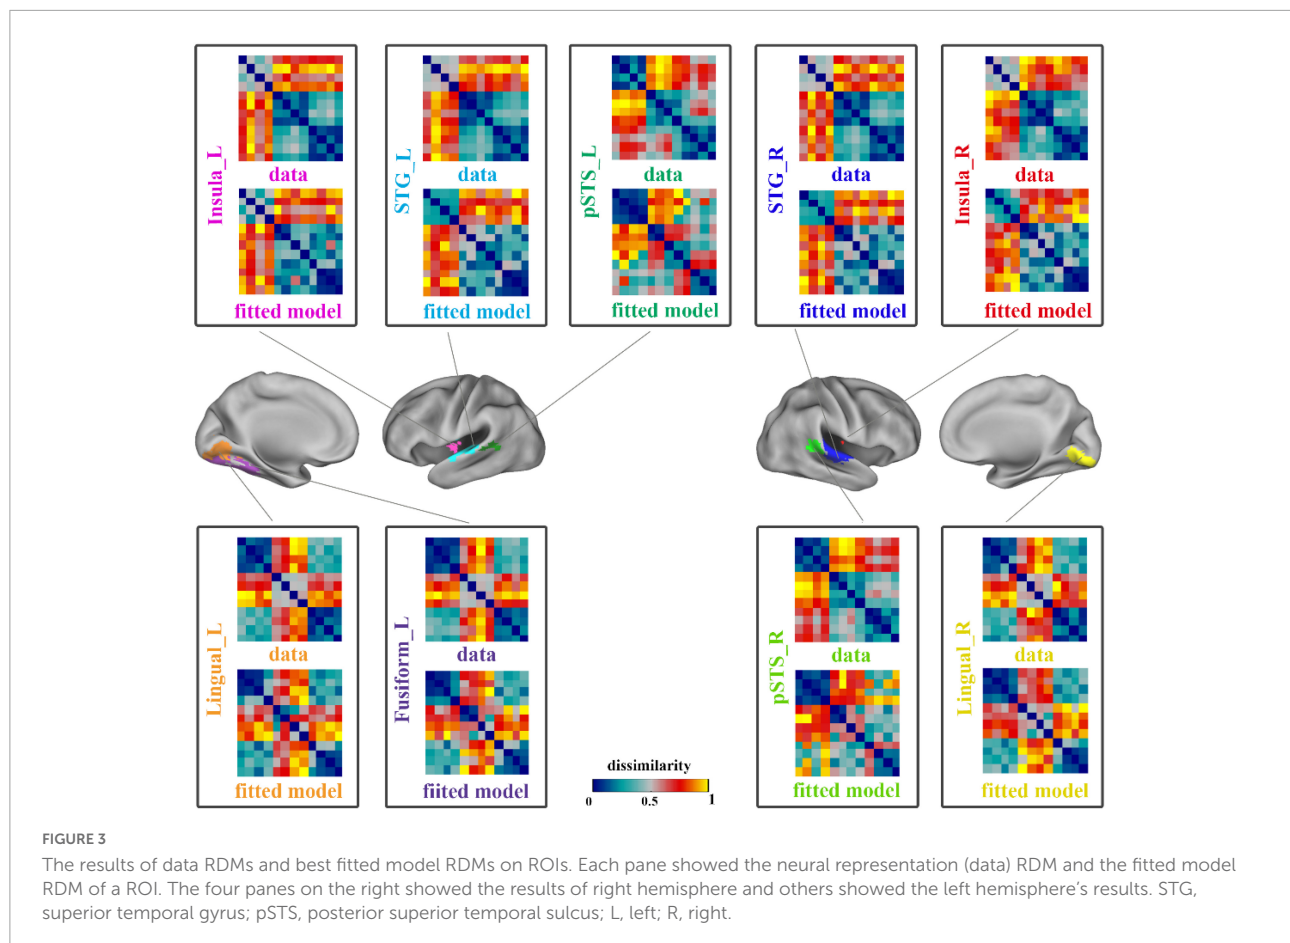 Insula_L
data
fitted model
STG_L
data
fitted model
pSTS_L
data
fitted model
STG_R
data
fitted model
Insula_R
data
fitted model
Lingual_L
data
fitted model
Fusiform_L
data
fiitted model
dissimilarity
0
0.5
1
pSTS_R
data
fitted model
Lingual_R
data
fitted model
FIGURE 3
The results of data RDMs and best fitted model RDMs on ROIs. Each pane showed the neural representation (data) RDM and the fitted model
RDM of a ROI. The four panes on the right showed the results of right hemisphere and others showed the left hemisphere's results. STG,
superior temporal gyrus; pSTS, posterior superior temporal sulcus; L, left; R, right.